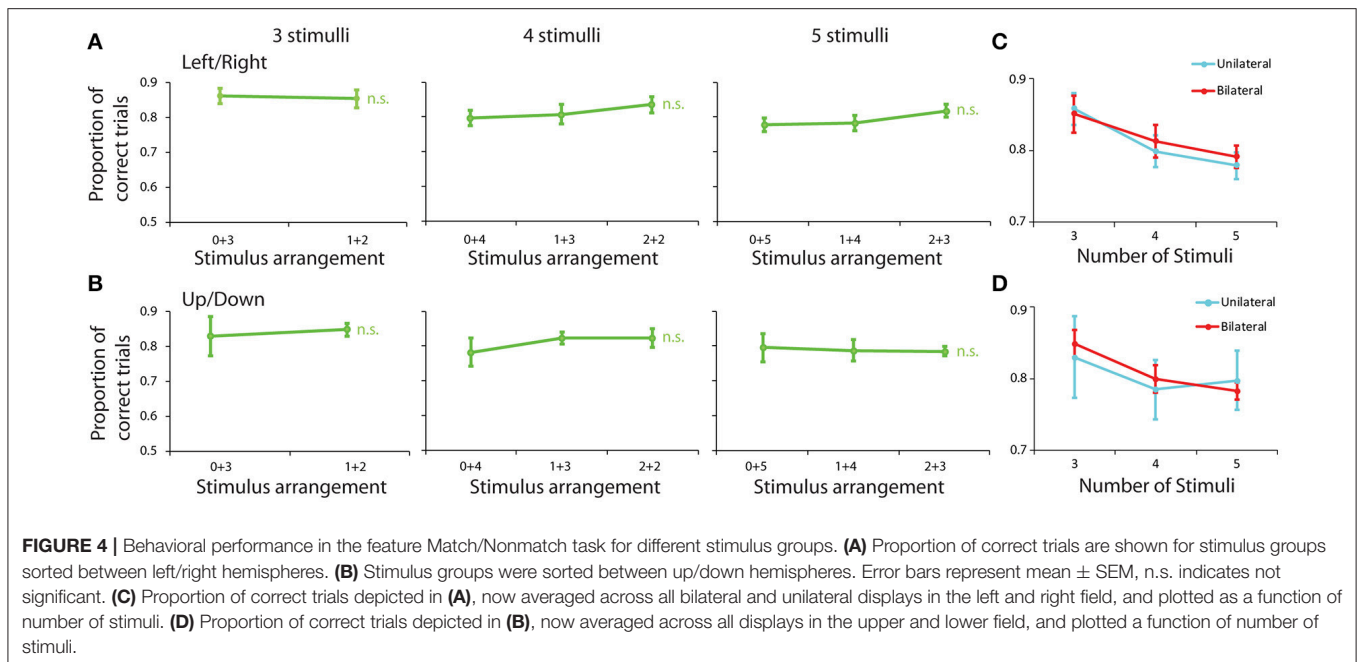 A
3 stimulli
4 stimulli
5 stimulli
C
Left/Right
Proportion of
correct trials
0.9
0.8
0.7
0.6
0.5
n.s.
0+3
1+2
Stimulus arrangement
n.s.
0+4
1+3
2+2
Stimulus arrangement
n.s.
0+5
1+4
2+3
Stimulus arrangement
Unilateral
Bilateral
0.9
0.8
0.7
3
4
5
Number of Stimuli
B
Up/Down
Proportion of
correct trials
0.9
0.8
0.7
0.6
0.5
n.s.
0+3
1+2
Stimulus arrangement
n.s.
0+4
1+3
2+2
Stimulus arrangement
n.s.
0+5
1+4
2+3
Stimulus arrangement
D
Unilateral
Bilateral
0.9
0.8
0.7
3
4
5
Number of Stimuli
FIGURE 4 | Behavioral performance in the feature Match/Nonmatch task for different stimulus groups. (A) Proportion of correct trials are shown for stimulus groups
sorted between left/right hemispheres. (B) Stimulus groups were sorted between up/down hemispheres. Error bars represent mean ± SEM, n.s. indicates not
significant. (C) Proportion of correct trials depicted in (A), now averaged across all bilateral and unilateral displays in the left and right field, and plotted as a function of
number of stimuli. (D) Proportion of correct trials depicted in (B), now averaged across all displays in the upper and lower field, and plotted a function of number of
stimuli.